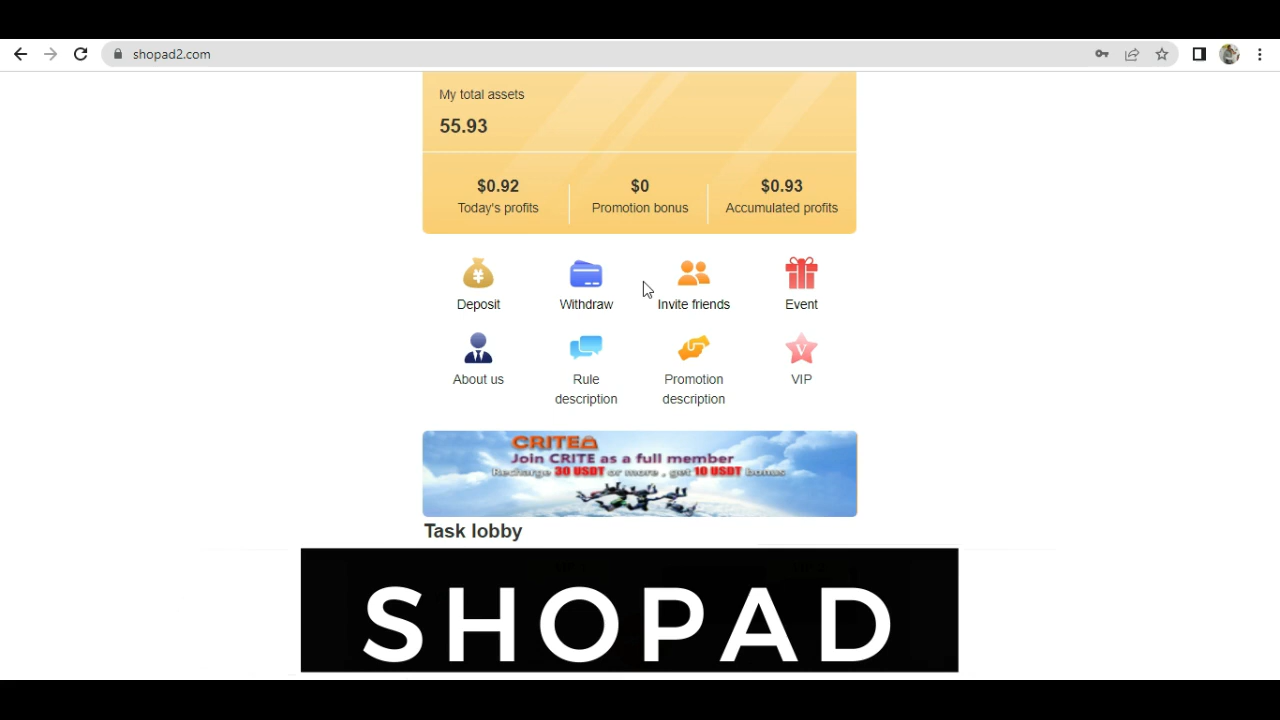 shopad2.com
My total assets
55.93
$0.92 $0 $0.93
Today's profits Promotion bonus Accumulated profits
¥
Deposit Withdraw Invite friends Event
V
About us Rule description Promotion description VIP
CRITEO
Join CRITE as a full member
Recharge 30 USDT or more , get 10 USDT bonus
Task lobby
SHOPAD